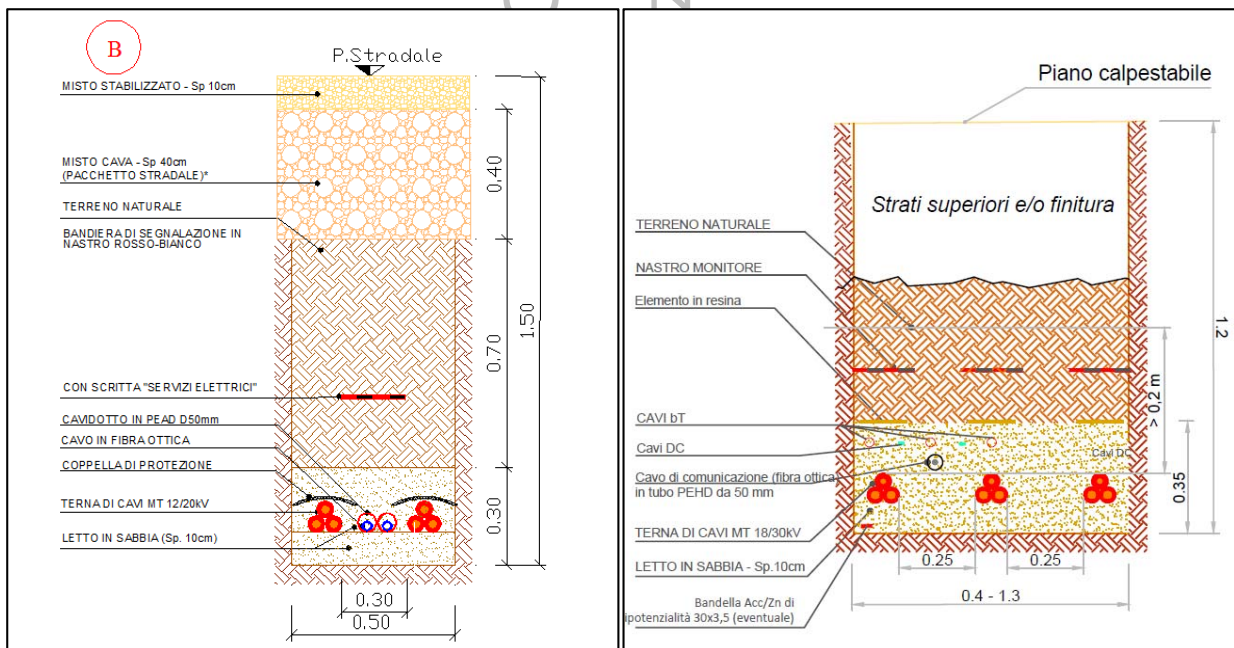 B
P.Stradale
MISTO STABILIZZATO - Sp 10cm
MISTO CAVA - Sp 40cm
(PACCHETTO STRADALE)*
TERRENO NATURALE
BANDIERA DI SEGNALAZIONE IN
NASTRO ROSSO-BIANCO
CON SCRITTA "SERVIZI ELETTRICI"
CAVIDOTTO IN PEAD D50mm
CAVO IN FIBRA OTTICA
COPPELLA DI PROTEZIONE
TERNA DI CAVI MT 12/20kV
LETTO IN SABBIA (Sp. 10cm)
0,40
0,70
0,30
1,50
0,30
0,50
Piano calpestabile
Strati superiori e/o finitura
TERRENO NATURALE
NASTRO MONITORE
Elemento in resina
CAVI bT
Cavi DC
Cavo di comunicazione (fibra ottica)
in tubo PEHD da 50 mm
TERNA DI CAVI MT 18/30kV
LETTO IN SABBIA - Sp.10cm
Bandella Acc/Zn di
ipotenzialità 30x3,5 (eventuale)
Cavi DC
> 0,2 m
0.35
1.2
0.25
0.25
0.4 - 1.3